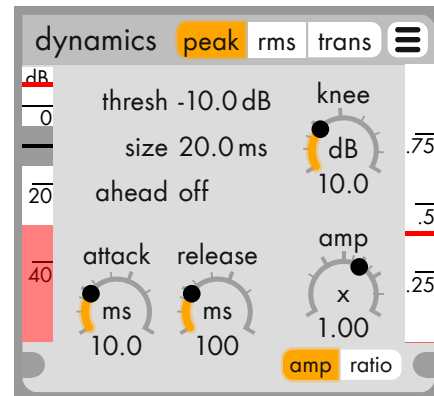 dynamics peak rms trans
dB
thresh -10.0 dB knee
0
size 20.0 ms dB .75
20 ahead off 10.0
.5
attack release amp
40 ms ms x .25
10.0 100 1.00
amp ratio